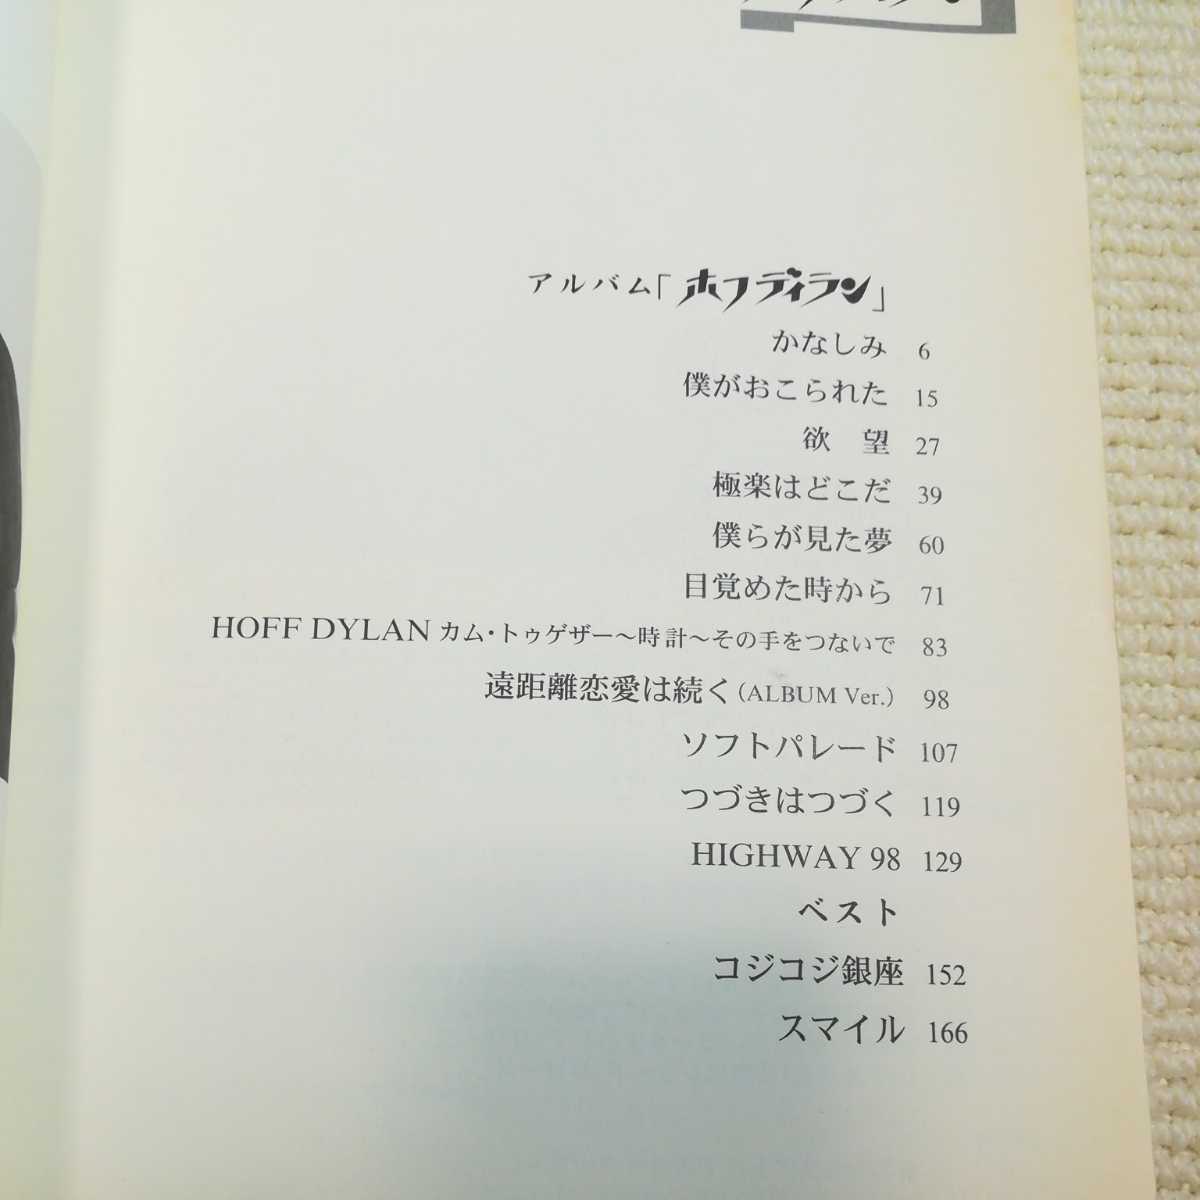 アルバム「ホフディラン」
かなしみ 6
僕がおこられた 15
欲 望 27
極楽はどこだ 39
僕らが見た夢 60
目覚めた時から 71
HOFF DYLAN カム・トゥゲザー〜時計〜その手をつないで 83
遠距離恋愛は続く（ALBUM Ver.） 98
ソフトパレード 107
つづきはつづく 119
HIGHWAY 98 129
ベスト
コジコジ銀座 152
スマイル 166